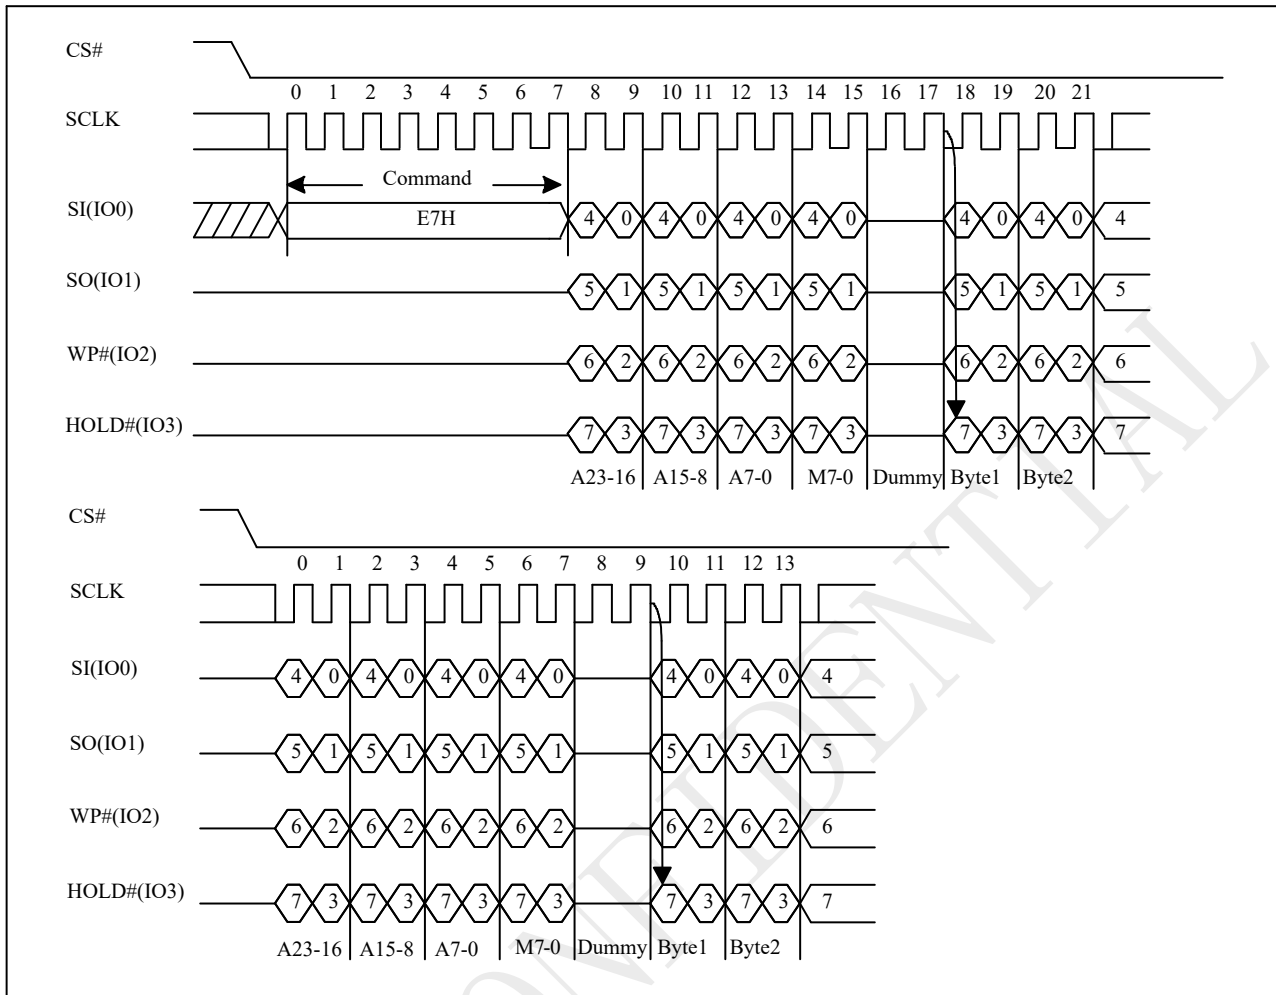 CS#
0 1 2 3 4 5 6 7 8 9 10 11 12 13 14 15 16 17 18 19 20 21
SCLK
Command
SI(IO0) E7H 4 0 4 0 4 0 4 0 4 0 4 0 4
SO(IO1) 5 1 5 1 5 1 5 1 5 1 5 1 5
WP#(IO2) 6 2 6 2 6 2 6 2 6 2 6 2 6
HOLD#(IO3) 7 3 7 3 7 3 7 3 7 3 7 3 7
A23-16 A15-8 A7-0 M7-0 Dummy Byte1 Byte2
CS#
0 1 2 3 4 5 6 7 8 9 10 11 12 13
SCLK
SI(IO0) 4 0 4 0 4 0 4 0 4 0 4 0 4
SO(IO1) 5 1 5 1 5 1 5 1 5 1 5 1 5
WP#(IO2) 6 2 6 2 6 2 6 2 6 2 6 2 6
HOLD#(IO3) 7 3 7 3 7 3 7 3 7 3 7 3 7
A23-16 A15-8 A7-0 M7-0 Dummy Byte1 Byte2
ONFIDENTIAL